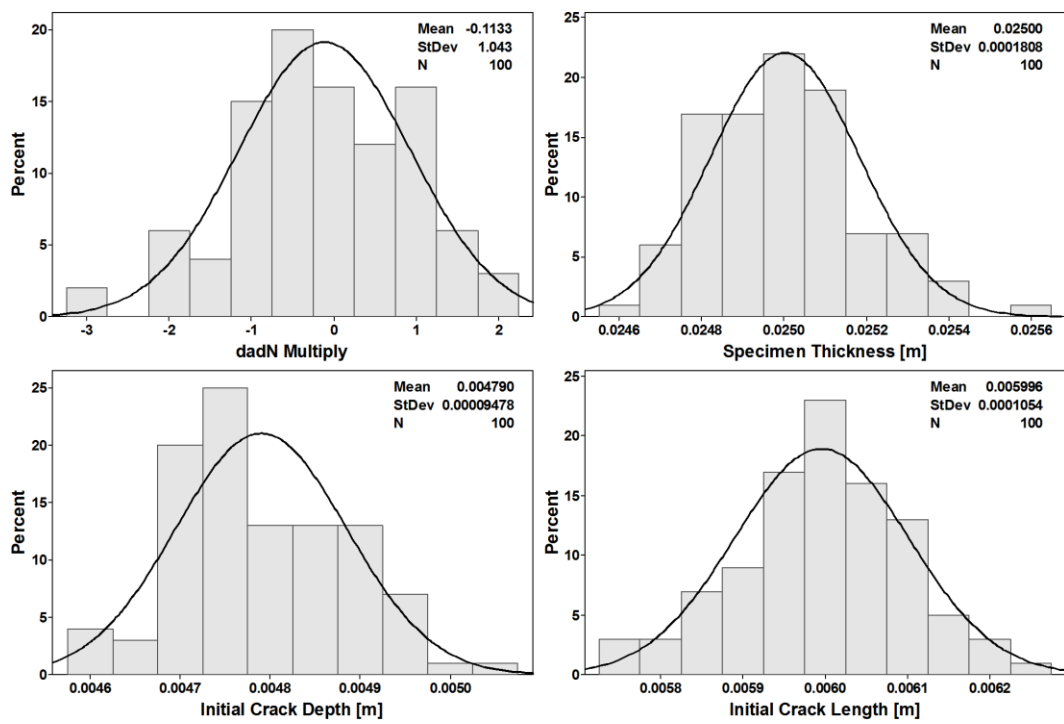 20
15
10
5
0
Percent
Mean -0.1133
StDev 1.043
N 100
-3 -2 -1 0 1 2
dadN Multiply
25
20
15
10
5
0
Percent
Mean 0.02500
StDev 0.0001808
N 100
0.0246 0.0248 0.0250 0.0252 0.0254 0.0256
Specimen Thickness [m]
25
20
15
10
5
0
Percent
Mean 0.004790
StDev 0.00009478
N 100
0.0046 0.0047 0.0048 0.0049 0.0050
Initial Crack Depth [m]
25
20
15
10
5
0
Percent
Mean 0.005996
StDev 0.0001054
N 100
0.0058 0.0059 0.0060 0.0061 0.0062
Initial Crack Length [m]